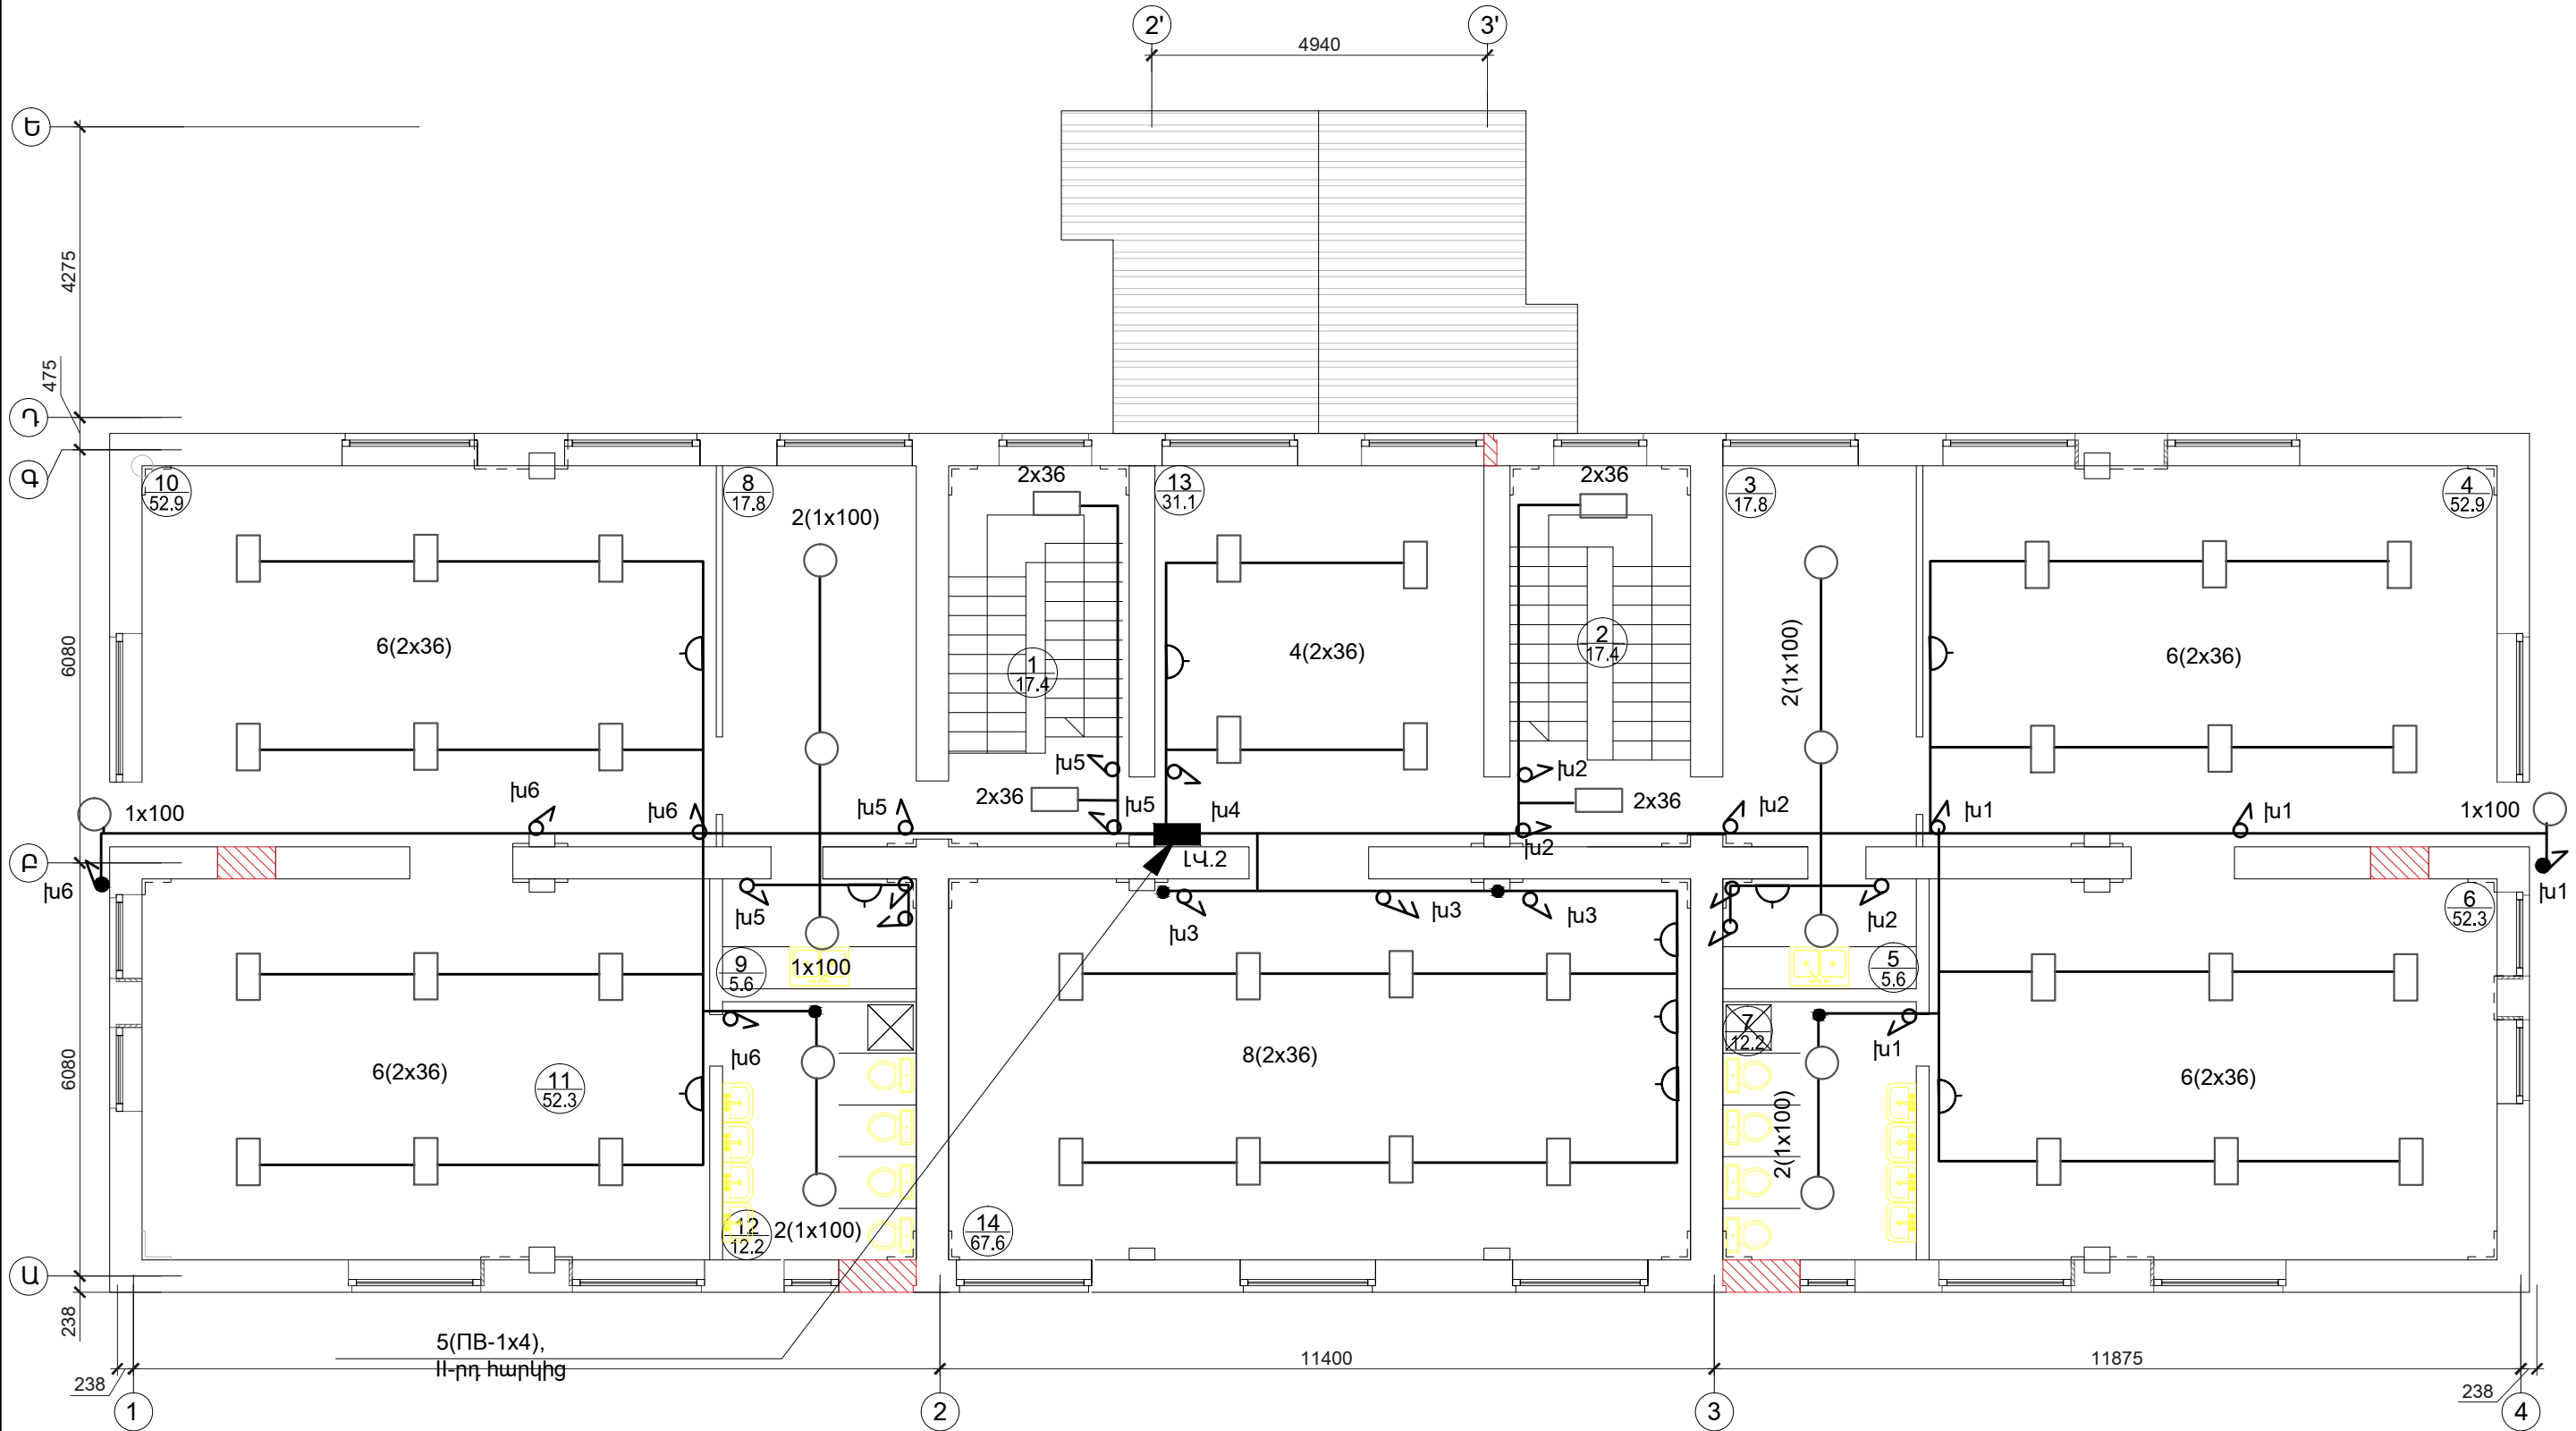 2' 3'
4940
Ե
4275
475
Դ
Գ
10
52.9
8
17.8
2x36
13
31.1
2x36
3
17.8
4
52.9
2(1x100)
6080
6(2x36)
1
17.4
4(2x36)
2
17.4
2(1x100)
6(2x36)
խ5
խ2
1x100
խ6
խ6
խ5
2x36
խ5
խ4
2x36
խ2
խ1
խ1
1x100
Բ
ԼՎ.2
խ2
խ6
խ5
խ3
խ3
խ3
խ2
6
52.3
խ1
9
5.6
1x100
5
5.6
6080
6(2x36)
11
52.3
խ6
8(2x36)
7
12.2
խ1
6(2x36)
2(1x100)
12
12.2
2(1x100)
14
67.6
Ա
238
5(ПВ-1x4),
II-րդ հարկից
11400
11875
238
238
1
2
3
4